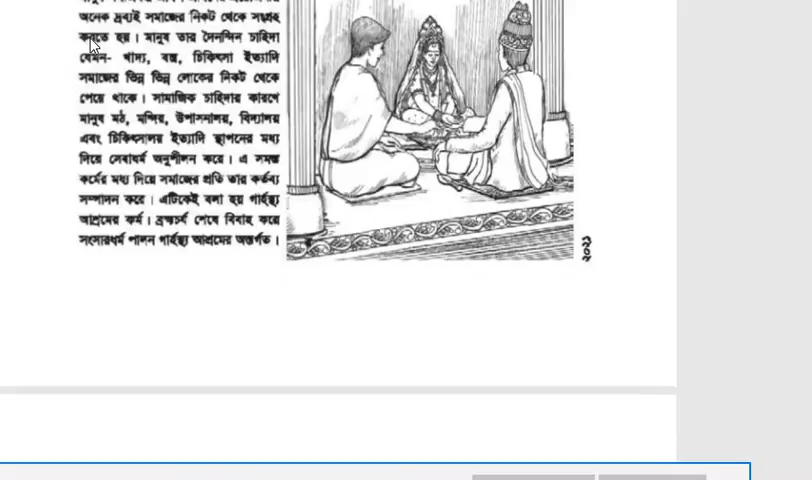 অনেক দ্রব্যই সমাজের নিকট থেকে সংগ্রহ
করতে হয়। মানুষ তার দৈনন্দিন চাহিদা
যেমন- খাদ্য, বস্ত্র, চিকিৎসা ইত্যাদি
সমাজের ভিন্ন ভিন্ন লোকের নিকট থেকে
পেয়ে থাকে। সামাজিক চাহিদার কারণে
মানুষ মঠ, মন্দির, উপাসনালয়, বিদ্যালয়
এবং চিকিৎসালয় ইত্যাদি স্থাপনের মধ্য
দিয়ে সেবাধর্ম অনুশীলন করে। এ সমস্ত
কর্মের মধ্য দিয়ে সমাজের প্রতি তার কর্তব্য
সম্পাদন করে। এটিকেই বলা হয় গার্হস্থ্য
আশ্রমের কর্ম। ব্রহ্মচর্য শেষে বিবাহ করে
সংসারধর্ম পালন গার্হস্থ্য আশ্রমের অন্তর্গত।